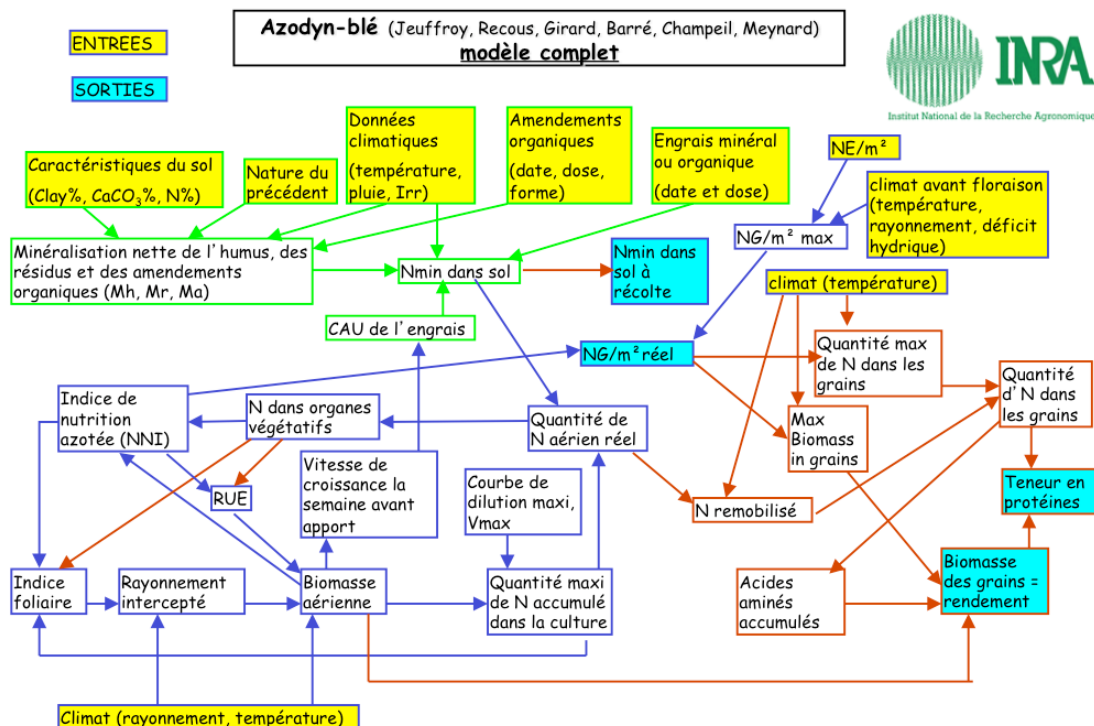 Azodyn-blé (Jeuffroy, Recous, Girard, Barré, Champeil, Meynard)
modèle complet
ENTREES
SORTIES
INRA
Institut National de la Recherche Agronomique
Caractéristiques du sol
(Clay%, CaCO₃%, N%)
Nature du
précédent
Données
climatiques
(température,
pluie, Irr)
Amendements
organiques
(date, dose,
forme)
Engrais minéral
ou organique
(date et dose)
NE/m²
climat avant floraison
(température,
rayonnement, déficit
hydrique)
Minéralisation nette de l'humus, des
résidus et des amendements
organiques (Mh, Mr, Ma)
Nmin dans sol
Nmin dans
sol à
récolte
NG/m² max
climat (température)
CAU de l'engrais
NG/m² réel
Quantité max
de N dans les
grains
Quantité
d'N dans
les grains
Indice de
nutrition
azotée (NNI)
N dans organes
végétatifs
Quantité de
N aérien réel
Max
Biomass
in grains
RUE
Vitesse de
croissance la
semaine avant
apport
Courbe de
dilution maxi,
Vmax
N remobilisé
Teneur en
protéines
Indice
foliaire
Rayonnement
intercepté
Biomasse
aérienne
Quantité maxi
de N accumulé
dans la culture
Acides
aminés
accumulés
Biomasse
des grains =
rendement
Climat (rayonnement, température)